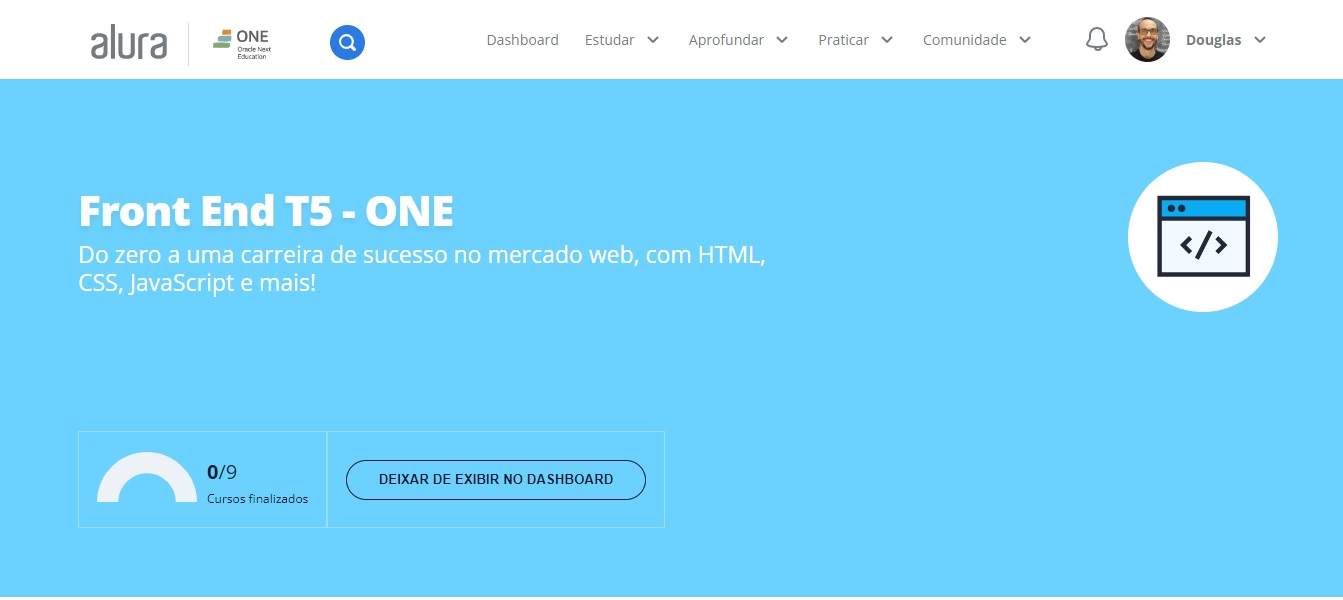 alura
ONE
Oracle Next
Education
Dashboard Estudar Aprofundar Praticar Comunidade Douglas
Front End T5 - ONE
Do zero a uma carreira de sucesso no mercado web, com HTML,
CSS, JavaScript e mais!
</>
0/9
Cursos finalizados
DEIXAR DE EXIBIR NO DASHBOARD